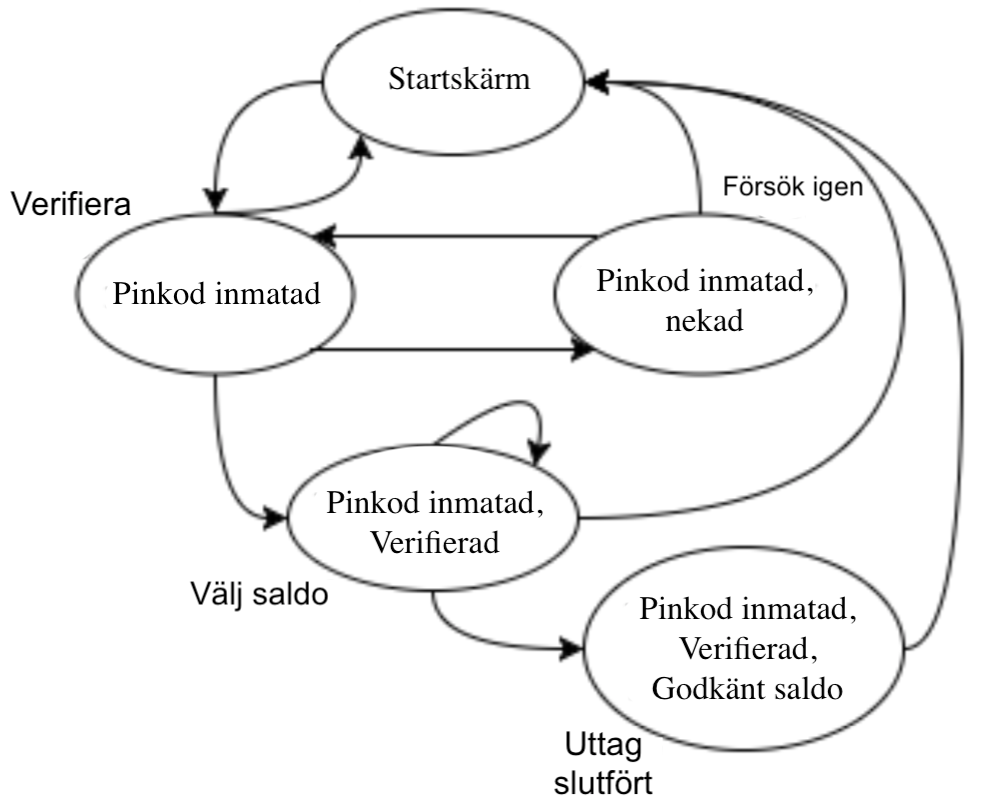 Startskärm
Försök igen
Verifiera
Pinkod inmatad
Pinkod inmatad,
nekad
Pinkod inmatad,
Verifierad
Välj saldo
Pinkod inmatad,
Verifierad,
Godkänt saldo
Uttag
slutfört